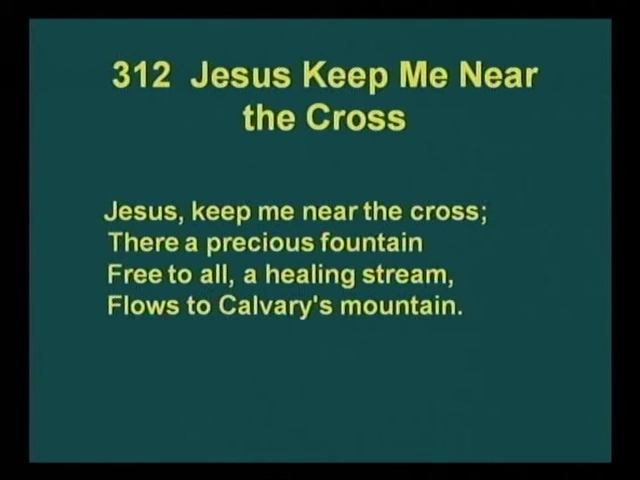 312 Jesus Keep Me Near
the Cross
Jesus, keep me near the cross;
There a precious fountain
Free to all, a healing stream,
Flows to Calvary's mountain.